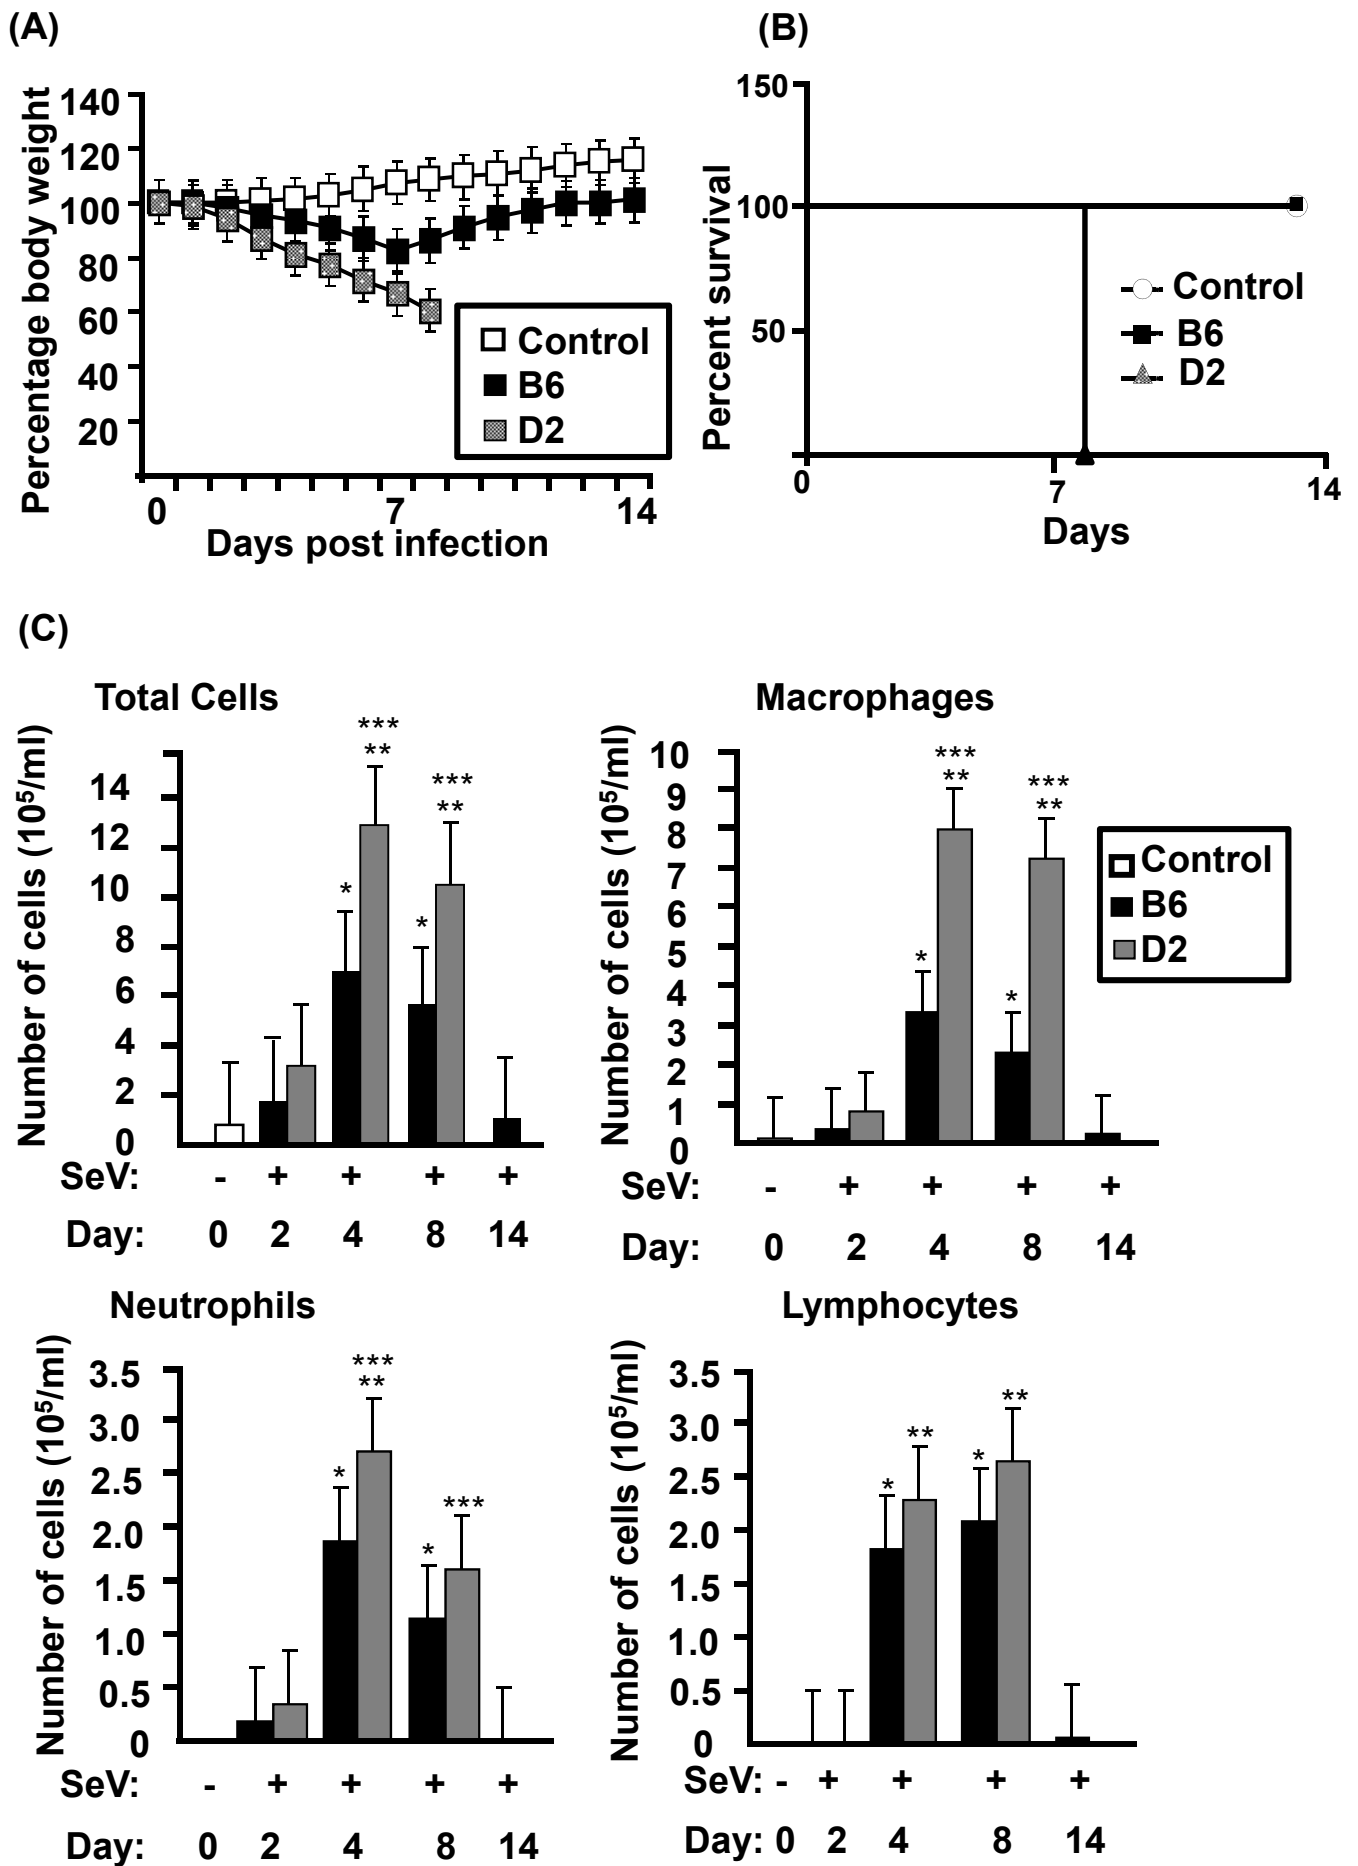 (A)
Percentage body weight
140
120
100
80
60
40
20
0 7 14
Days post infection
Control
B6
D2
(B)
Percent survival
150
100
50
0 7 14
Days
Control
B6
D2
(C)
Total Cells
Number of cells (10⁵/ml)
14
12
10
8
6
4
2
0
*
***
**
*
***
**
SeV: - + + + +
Day: 0 2 4 8 14
Macrophages
Number of cells (10⁵/ml)
10
9
8
7
6
5
4
3
2
1
0
*
***
**
*
***
**
Control
B6
D2
SeV: - + + + +
Day: 0 2 4 8 14
Neutrophils
Number of cells (10⁵/ml)
3.5
3.0
2.5
2.0
1.5
1.0
0.5
0
*
***
**
*
***
SeV: - + + + +
Day: 0 2 4 8 14
Lymphocytes
Number of cells (10⁵/ml)
3.5
3.0
2.5
2.0
1.5
1.0
0.5
0
*
**
*
**
SeV: - + + + +
Day: 0 2 4 8 14